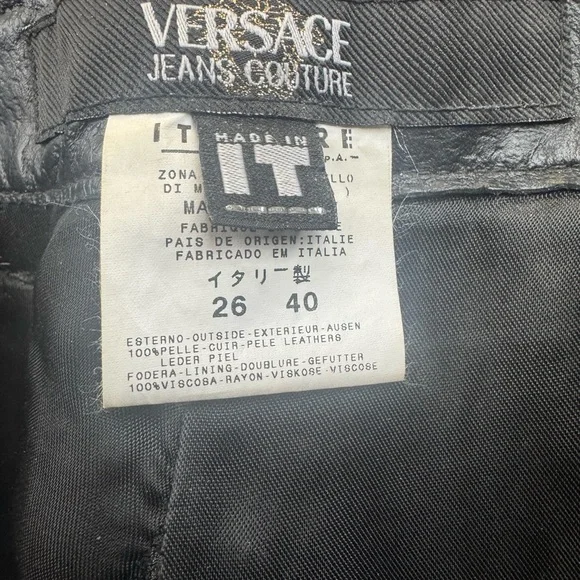 VERSACE
JEANS COUTURE
MADE IN
IT
ZONA
DI
PAIS DE ORIGEN:ITALIE
FABRICADO EM ITALIA
イタリー製
26 40
ESTERNO-OUTSIDE-EXTERIEUR-AUSEN
100%PELLE-CUIR-PELE LEATHERS
LEDER PIEL
FODERA-LINING-DOUBLURE-GEFUTTER
100%VISCOSA-RAYON-VISKOSE-VISCOSE